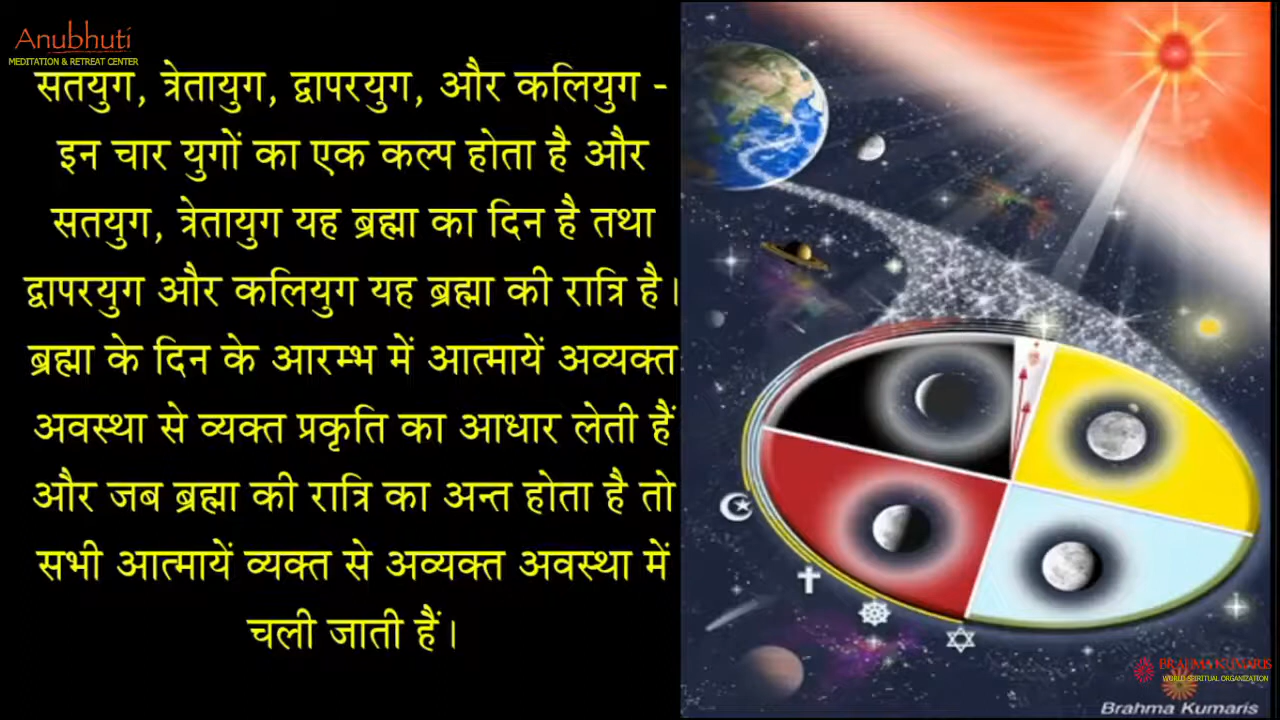 Anubhuti
MEDITATION & RETREAT CENTER
सतयुग, त्रेतायुग, द्वापरयुग, और कलियुग -
इन चार युगों का एक कल्प होता है और
सतयुग, त्रेतायुग यह ब्रह्मा का दिन है तथा
द्वापरयुग और कलियुग यह ब्रह्मा की रात्रि है।
ब्रह्मा के दिन के आरम्भ में आत्मायें अव्यक्त
अवस्था से व्यक्त प्रकृति का आधार लेती हैं
और जब ब्रह्मा की रात्रि का अन्त होता है तो
सभी आत्मायें व्यक्त से अव्यक्त अवस्था में
चली जाती हैं।
BRAHMA KUMARIS
WORLD SPIRITUAL ORGANIZATION
Brahma Kumaris